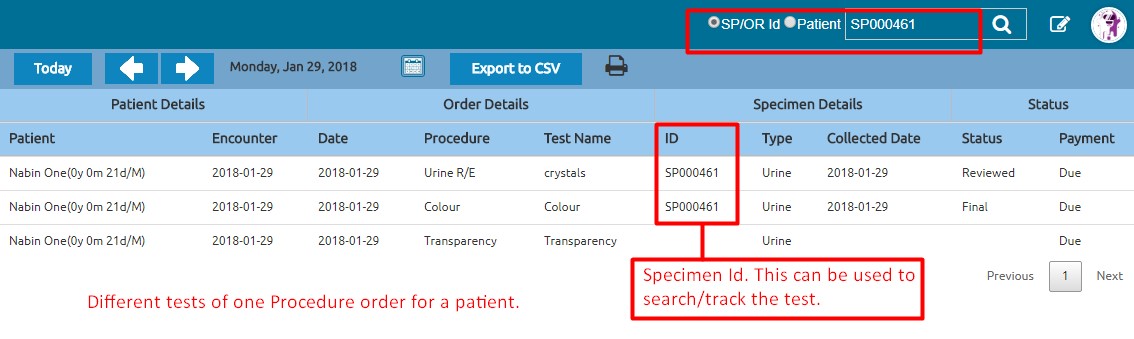 SP/OR Id Patient SP000461
Today Monday, Jan 29, 2018 Export to CSV
Patient Details Order Details Specimen Details Status
Patient Encounter Date Procedure Test Name ID Type Collected Date Status Payment
Nabin One(0y 0m 21d/M) 2018-01-29 2018-01-29 Urine R/E crystals SP000461 Urine 2018-01-29 Reviewed Due
Nabin One(0y 0m 21d/M) 2018-01-29 2018-01-29 Colour Colour SP000461 Urine 2018-01-29 Final Due
Nabin One(0y 0m 21d/M) 2018-01-29 2018-01-29 Transparency Transparency Urine Due
Previous 1 Next
Specimen Id. This can be used to
search/track the test.
Different tests of one Procedure order for a patient.